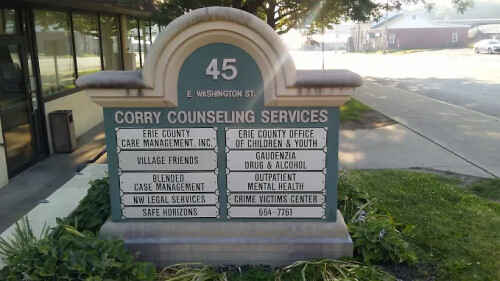 45
E. WASHINGTON ST.
CORRY COUNSELING SERVICES
ERIE COUNTY
CARE MANAGEMENT, INC.
VILLAGE FRIENDS
BLENDED
CASE MANAGEMENT
NW LEGAL SERVICES
SAFE HORIZONS
ERIE COUNTY OFFICE
OF CHILDREN & YOUTH
GAUDENZIA
DRUG & ALCOHOL
OUTPATIENT
MENTAL HEALTH
CRIME VICTIMS CENTER
664-7761